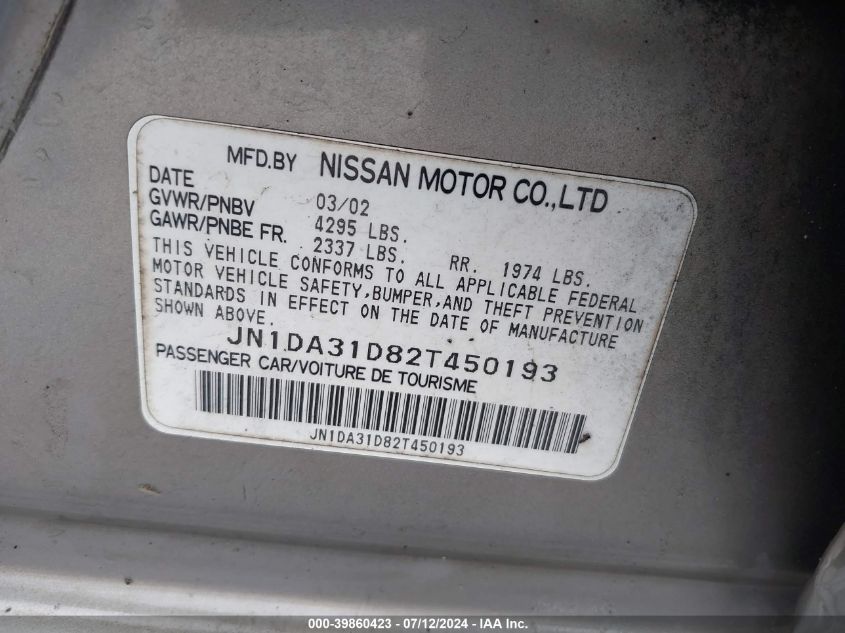 MFD.BY NISSAN MOTOR CO.,LTD
DATE 03/02
GVWR/PNBV 4295 LBS.
GAWR/PNBE FR. 2337 LBS. RR. 1974 LBS.
THIS VEHICLE CONFORMS TO ALL APPLICABLE FEDERAL
MOTOR VEHICLE SAFETY,BUMPER,AND THEFT PREVENTION
STANDARDS IN EFFECT ON THE DATE OF MANUFACTURE
SHOWN ABOVE.
JN1DA31D82T450193
PASSENGER CAR/VOITURE DE TOURISME
JN1DA31D82T450193
000-39860423 - 07/12/2024 - IAAI.COM